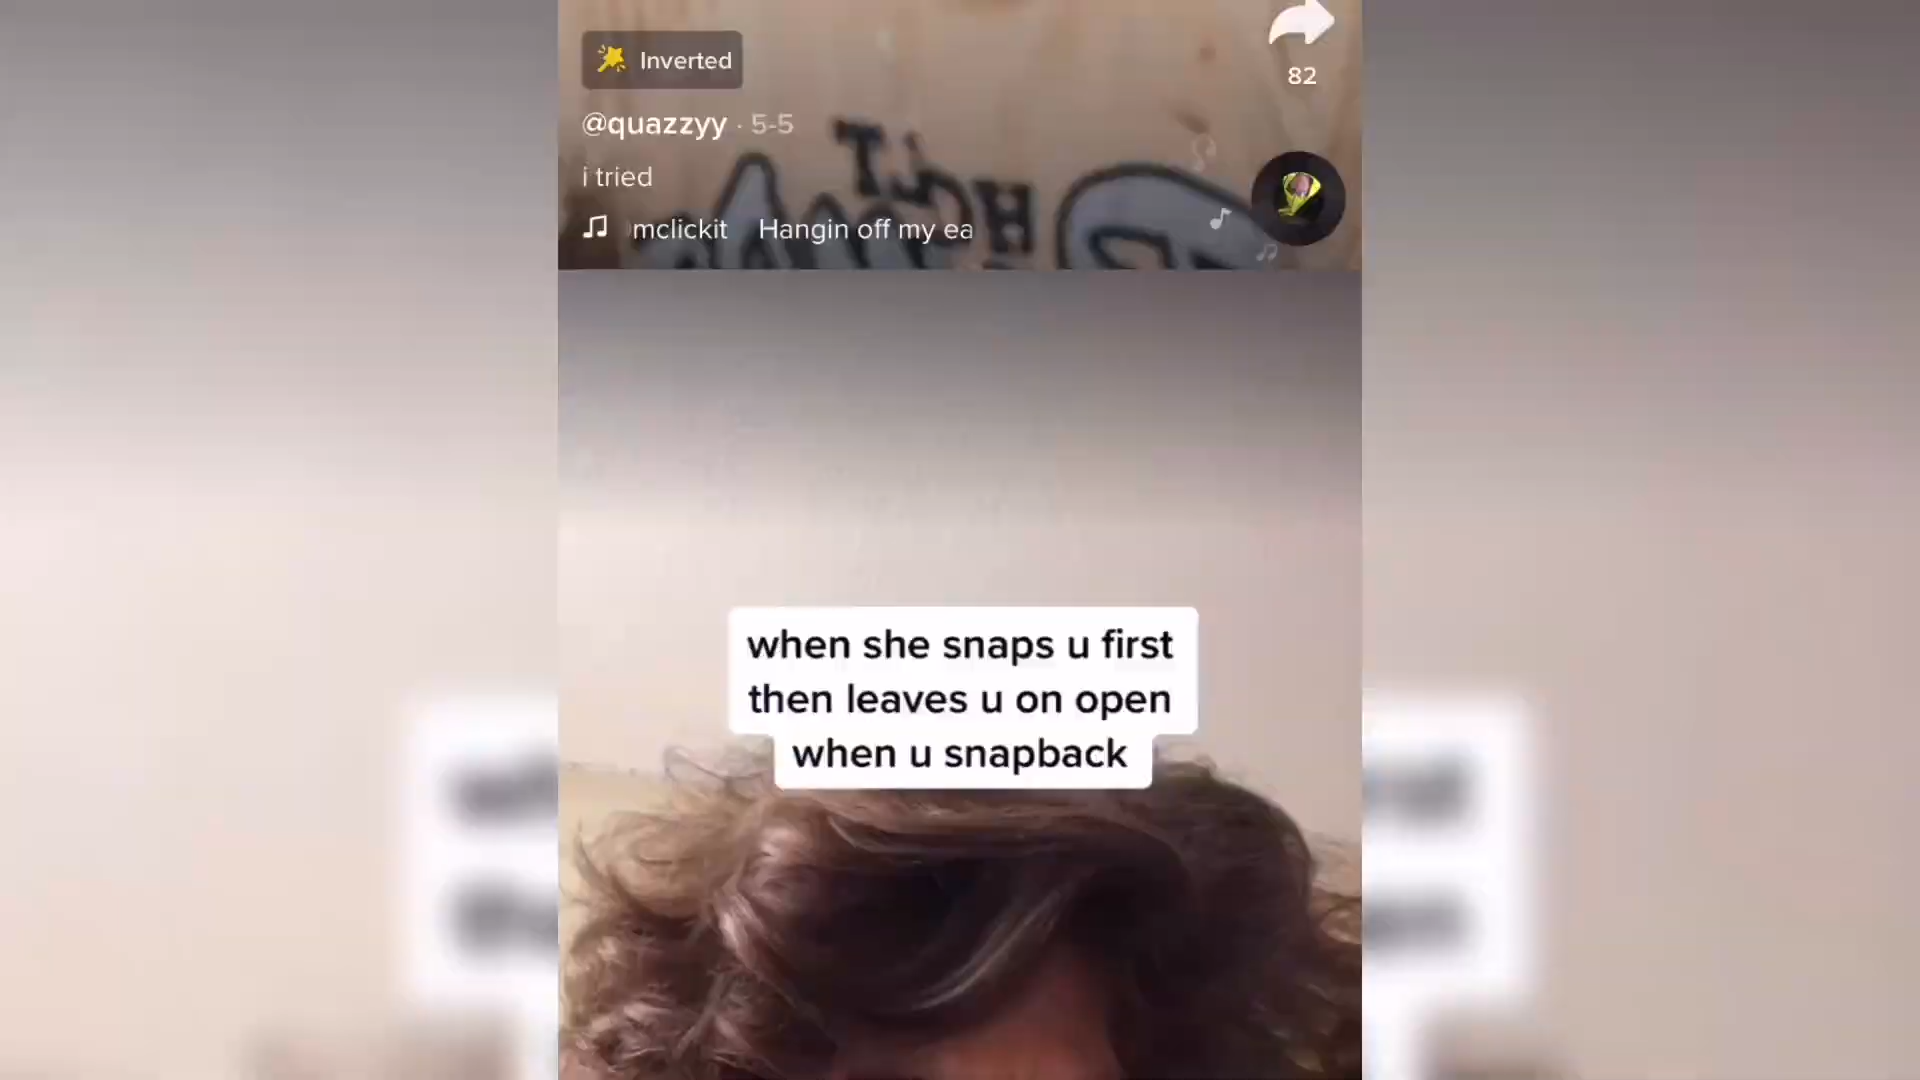 Inverted
82
@quazzyy · 5-5
i tried
mclickit Hangin off my ea
when she snaps u first
then leaves u on open
when u snapback